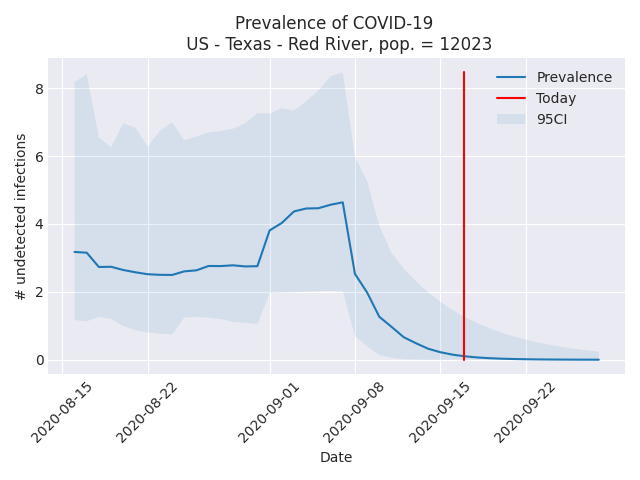 Prevalence of COVID-19
US - Texas - Red River, pop. = 12023
Prevalence
Today
95CI
# undetected infections
8
6
4
2
0
2020-08-15
2020-08-22
2020-09-01
2020-09-08
2020-09-15
2020-09-22
Date